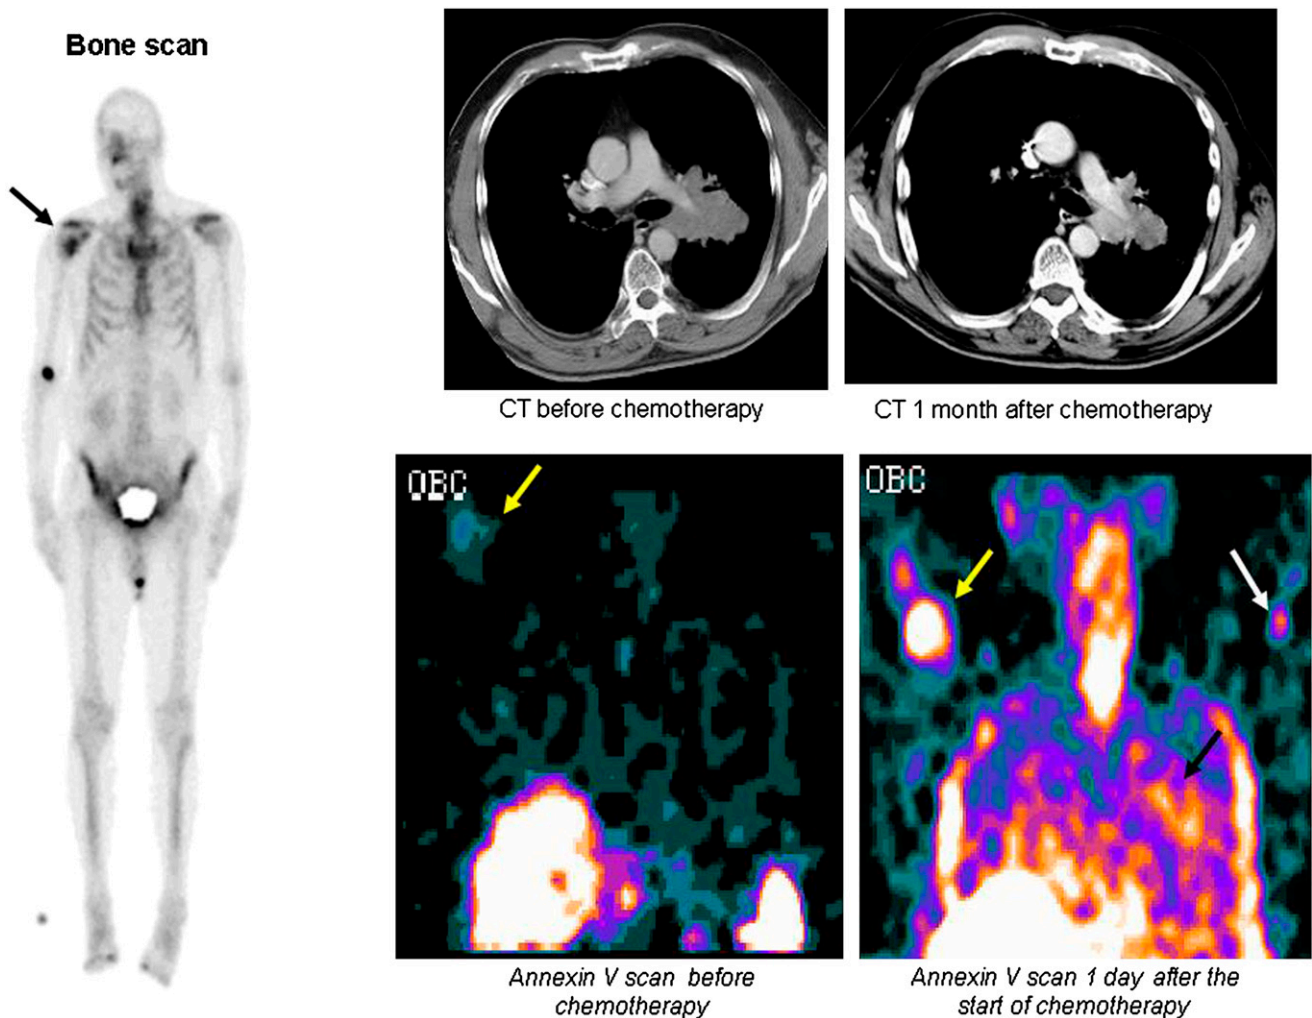 Bone scan
CT before chemotherapy
CT 1 month after chemotherapy
OBC
OBC
Annexin V scan before
chemotherapy
Annexin V scan 1 day after the
start of chemotherapy